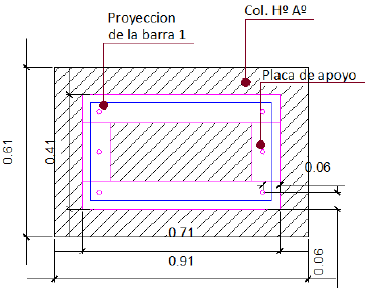 Proyeccion
de la barra 1
Col. Hº Aº
Placa de apoyo
0.61
0.41
0.06
0.71
0.91
0.06